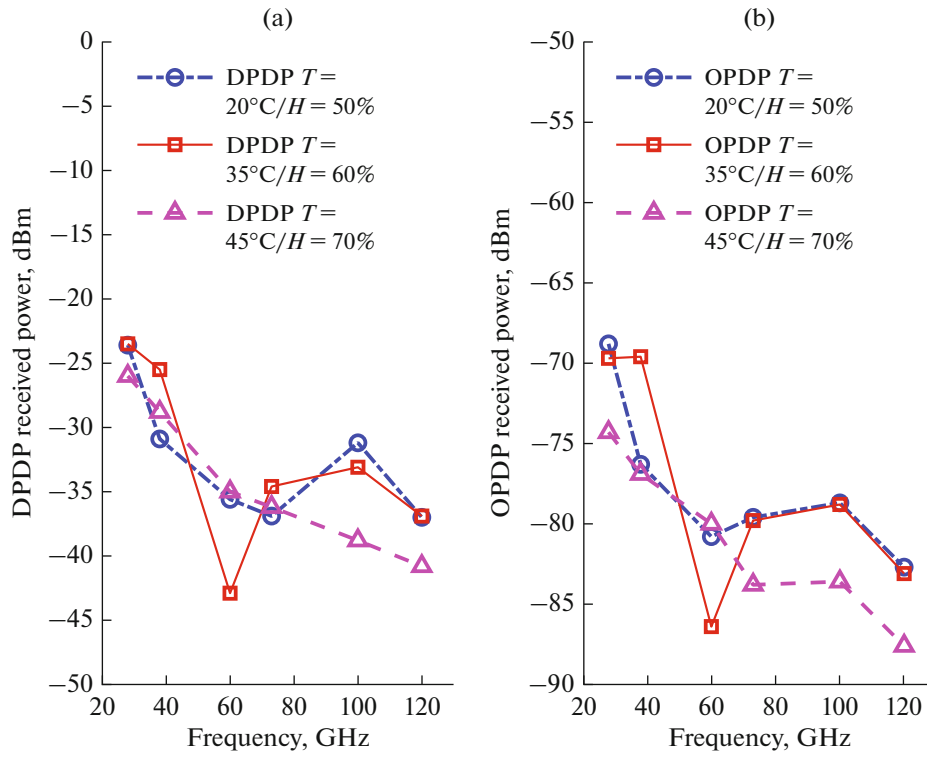 (a)
DPDP received power, dBm
0
−5
−10
−15
−20
−25
−30
−35
−40
−45
−50
DPDP T =
20°C/H = 50%
DPDP T =
35°C/H = 60%
DPDP T =
45°C/H = 70%
20 40 60 80 100 120
Frequency, GHz
(b)
OPDP received power, dBm
−50
−55
−60
−65
−70
−75
−80
−85
−90
OPDP T =
20°C/H = 50%
OPDP T =
35°C/H = 60%
OPDP T =
45°C/H = 70%
20 40 60 80 100 120
Frequency, GHz